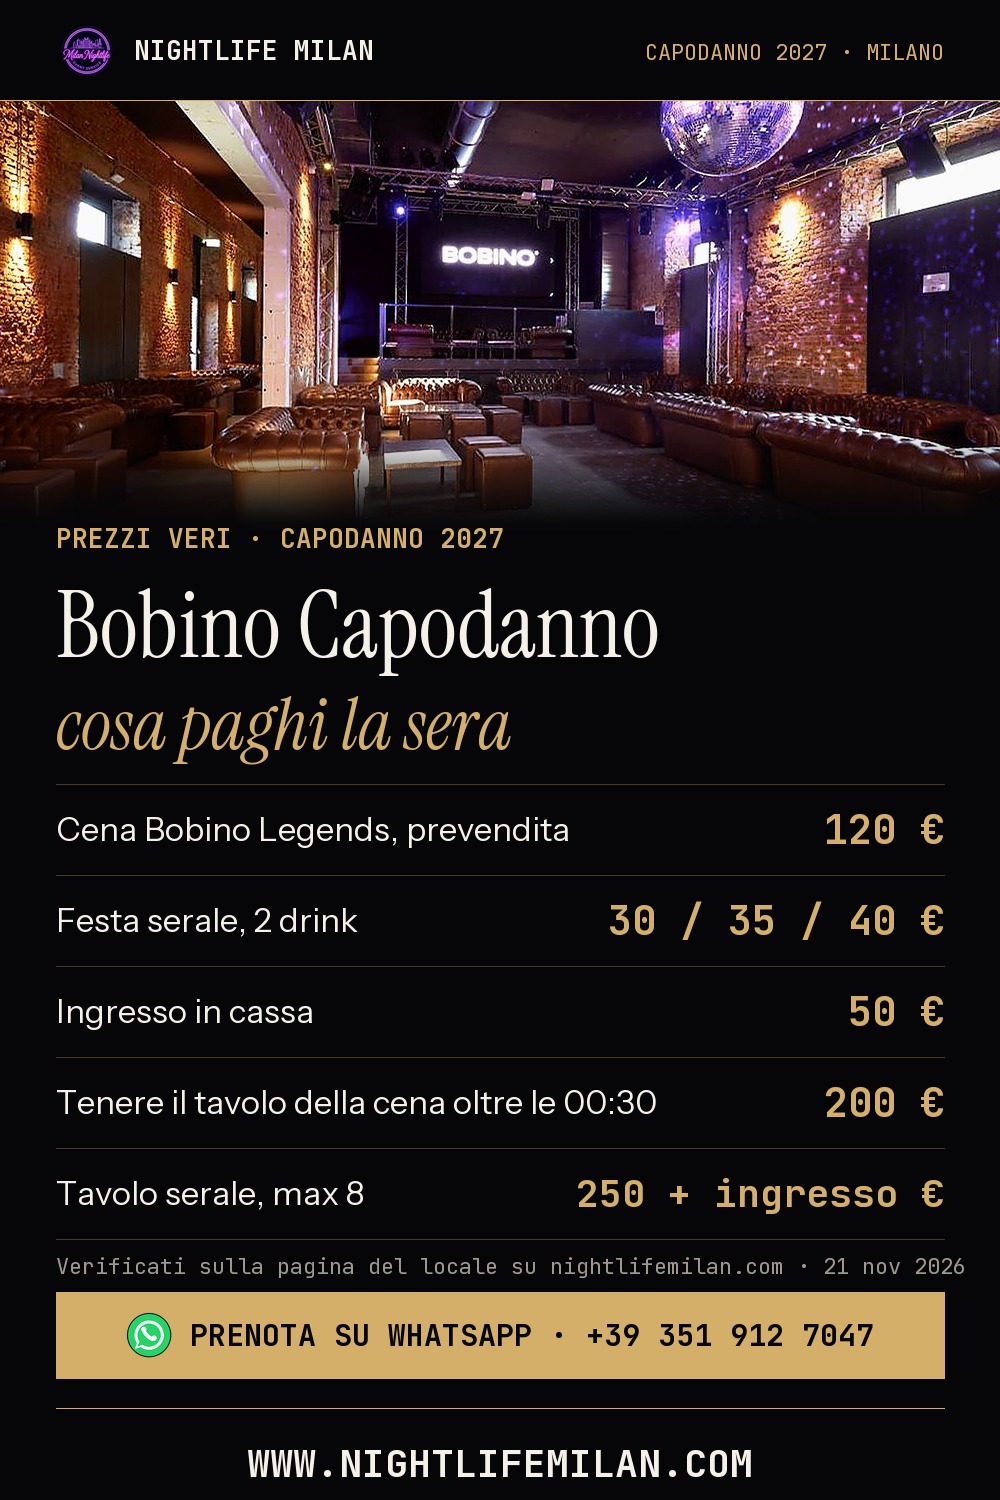 NIGHTLIFE MILAN
CAPODANNO 2027 · MILANO
Milan Nightlife
BOBINO
PREZZI VERI · CAPODANNO 2027
Bobino Capodanno
cosa paghi la sera
Cena Bobino Legends, prevendita 120 €
Festa serale, 2 drink 30 / 35 / 40 €
Ingresso in cassa 50 €
Tenere il tavolo della cena oltre le 00:30 200 €
Tavolo serale, max 8 250 + ingresso €
Verificati sulla pagina del locale su nightlifemilan.com · 21 nov 2026
PRENOTA SU WHATSAPP · +39 351 912 7047
WWW.NIGHTLIFEMILAN.COM